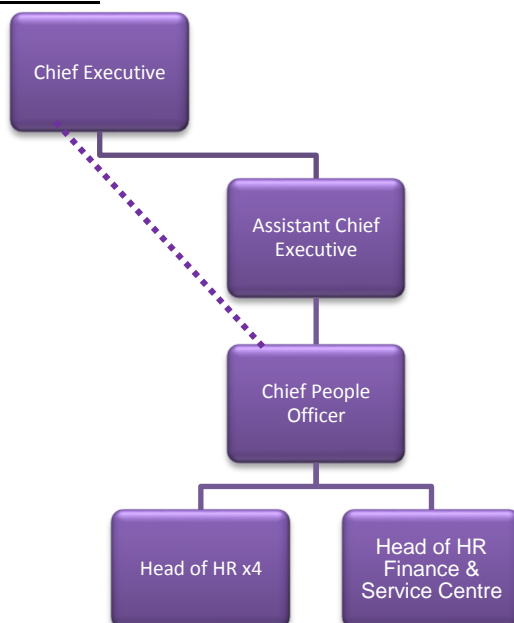 Chief Executive
Assistant Chief
Executive
Chief People
Officer
Head of HR x4
Head of HR
Finance &
Service Centre